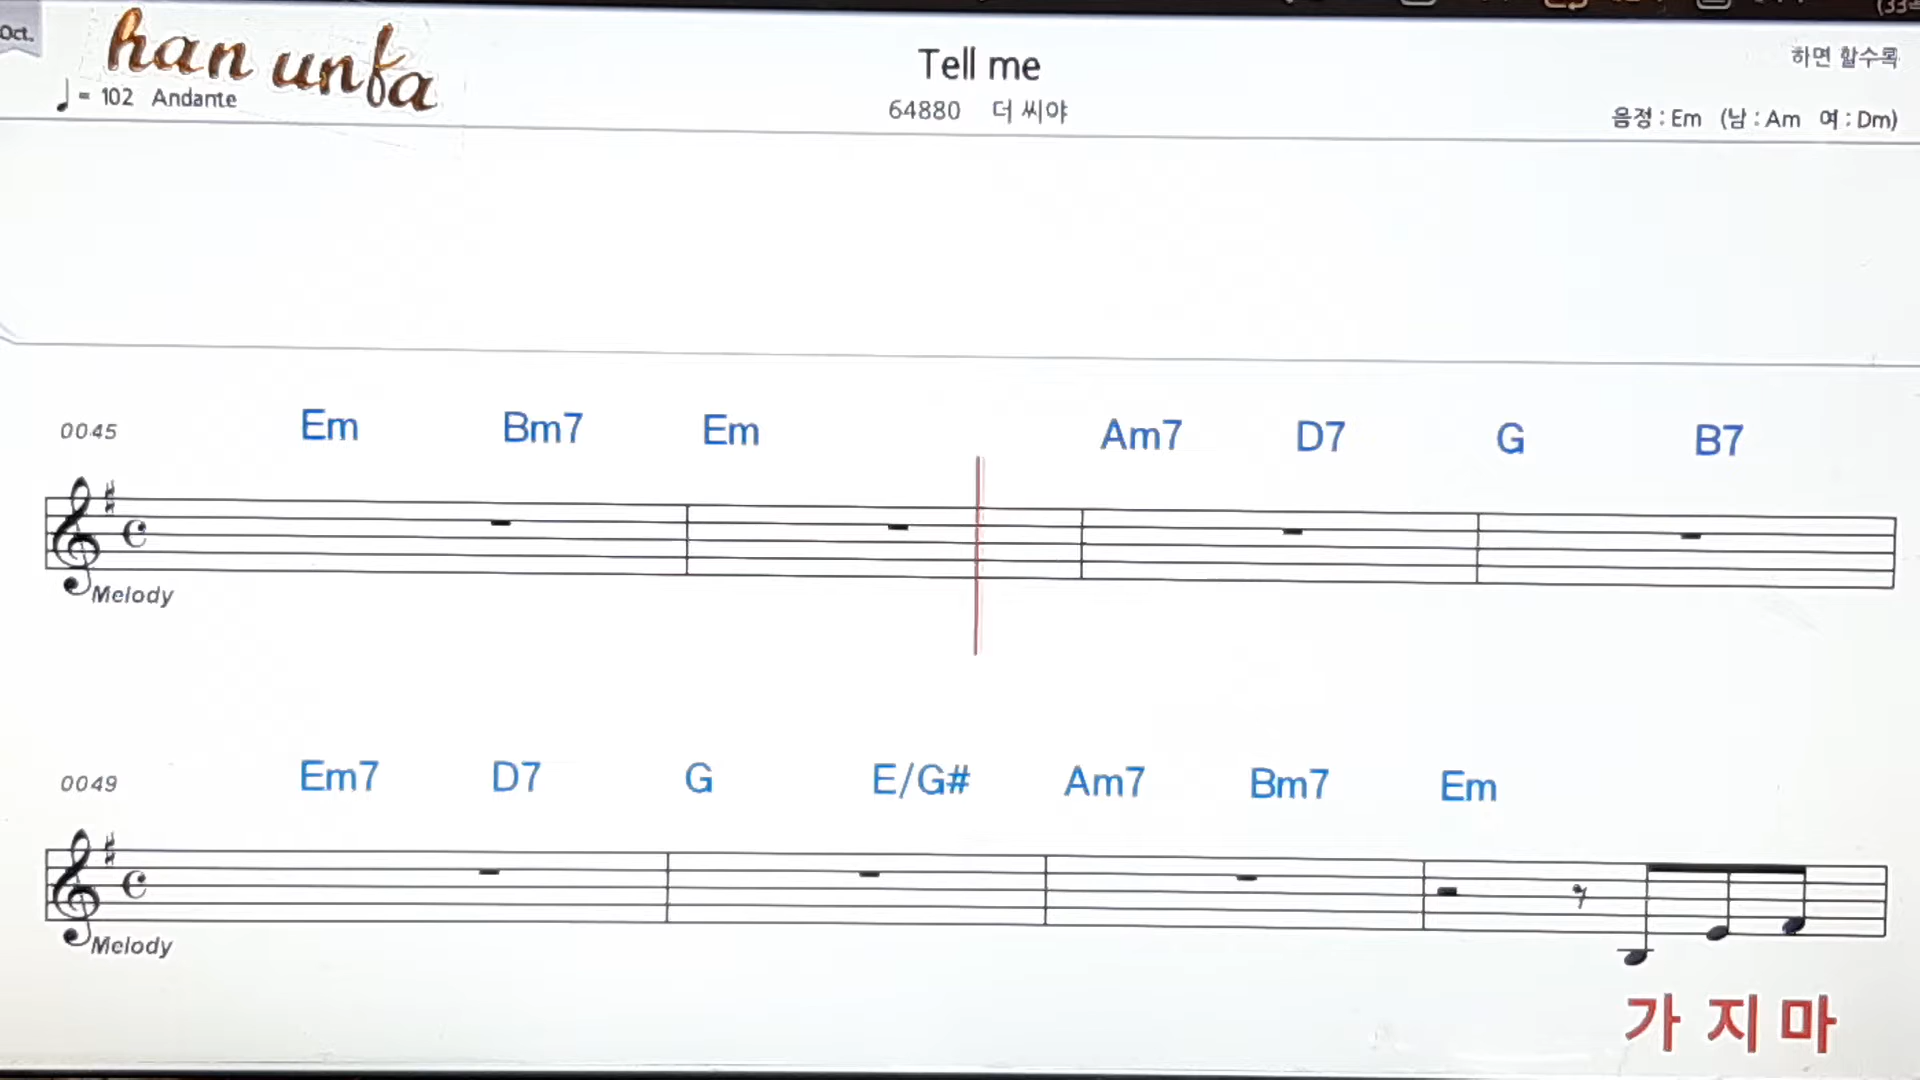 Oct.
han unfa
♩= 102 Andante
Tell me
64880 더 씨야
하면 할수록
음정 : Em (남 : Am 여 : Dm)
0045 Em Bm7 Em Am7 D7 G B7
Melody
0049 Em7 D7 G E/G# Am7 Bm7 Em
Melody
가 지 마